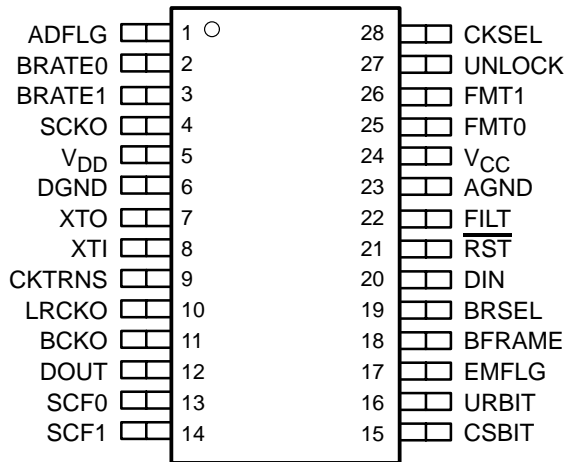 ADFLG 1 28 CKSEL
BRATE0 2 27 UNLOCK
BRATE1 3 26 FMT1
SCKO 4 25 FMT0
VDD 5 24 VCC
DGND 6 23 AGND
XTO 7 22 FILT
XTI 8 21 RST
CKTRNS 9 20 DIN
LRCKO 10 19 BRSEL
BCKO 11 18 BFRAME
DOUT 12 17 EMFLG
SCF0 13 16 URBIT
SCF1 14 15 CSBIT